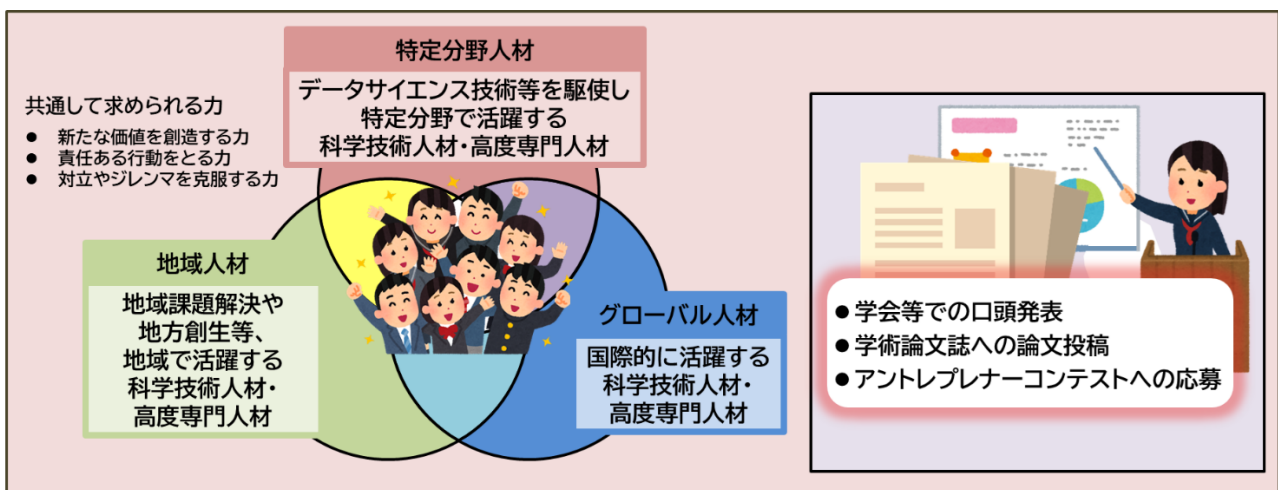 特定分野人材
データサイエンス技術等を駆使し
特定分野で活躍する
科学技術人材・高度専門人材
共通して求められる力
● 新たな価値を創造する力
● 責任ある行動をとる力
● 対立やジレンマを克服する力
地域人材
地域課題解決や
地方創生等、
地域で活躍する
科学技術人材・
高度専門人材
グローバル人材
国際的に活躍する
科学技術人材・
高度専門人材
●学会等での口頭発表
●学術論文誌への論文投稿
●アントレプレナーコンテストへの応募